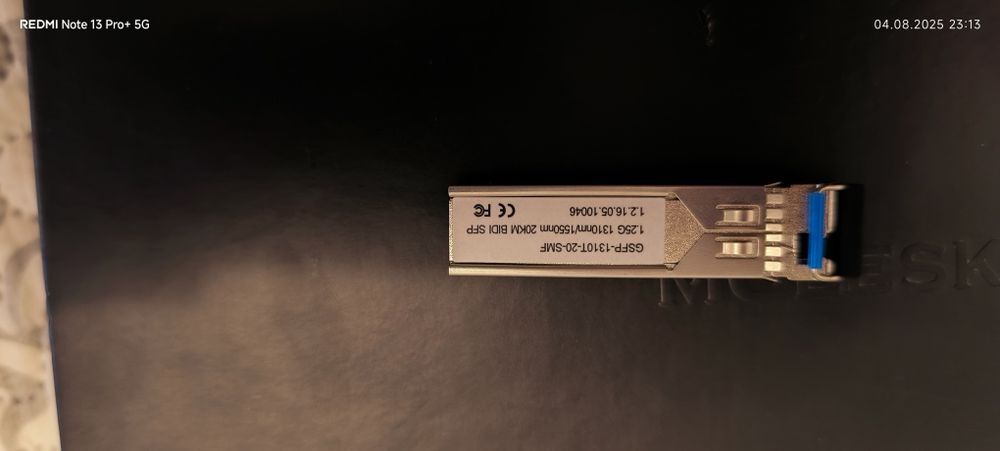 REDMI Note 13 Pro+ 5G
04.08.2025 23:13
GSFP-1310T-20-SMF
1.25G 1310nm/1550nm 20KM BIDI SFP
1.2.16.05.10046
CE FC